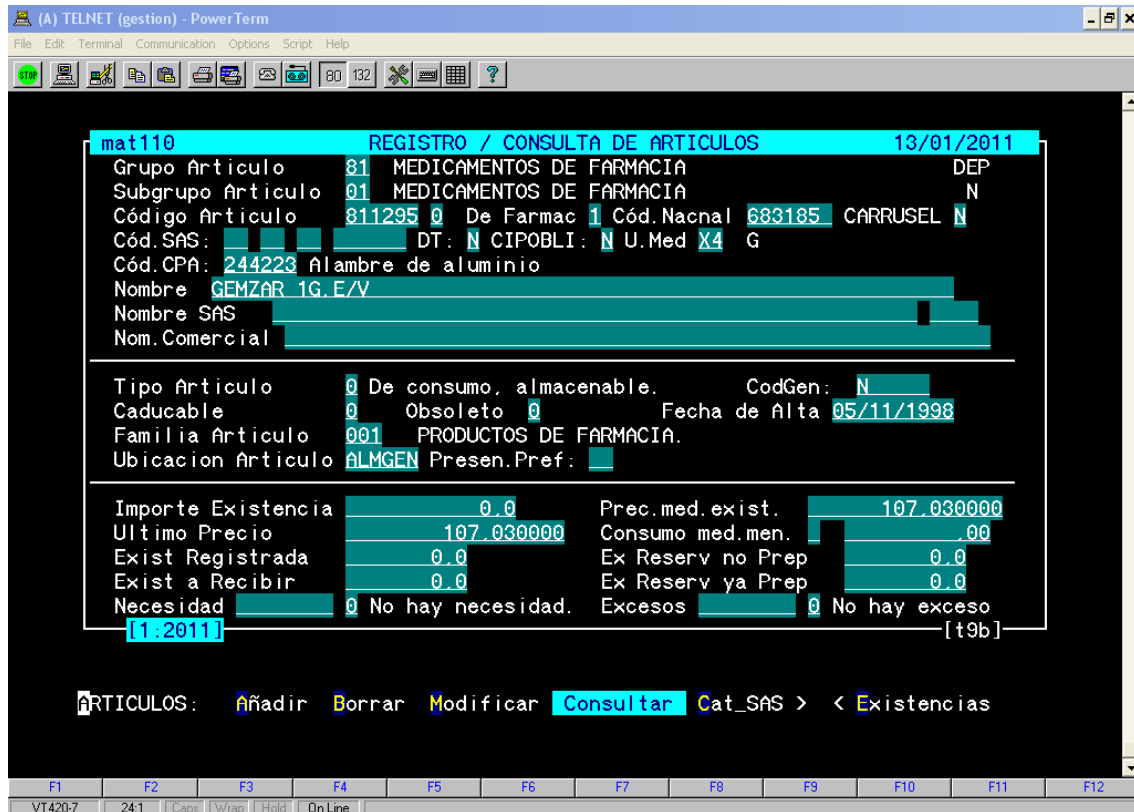 (A) TELNET (gestion) - PowerTerm
File Edit Terminal Communication Options Script Help
STOP 80 132 ?
mat110 REGISTRO / CONSULTA DE ARTICULOS 13/01/2011
Grupo Articulo 81 MEDICAMENTOS DE FARMACIA DEP
Subgrupo Articulo 01 MEDICAMENTOS DE FARMACIA N
Código Articulo 811295 0 De Farmac 1 Cód.Nacnal 683185 CARRUSEL N
Cód.SAS: DT: N CIPOBLI: N U.Med X4 G
Cód.CPA: 244223 Alambre de aluminio
Nombre GEMZAR 1G.E/V
Nombre SAS
Nom.Comercial
Tipo Articulo 0 De consumo, almacenable. CodGen: N
Caducable 0 Obsoleto 0 Fecha de Alta 05/11/1998
Familia Articulo 001 PRODUCTOS DE FARMACIA.
Ubicacion Articulo ALMGEN Presen.Pref:
Importe Existencia 0,0 Prec.med.exist. 107,030000
Ultimo Precio 107,030000 Consumo med.men. ,00
Exist Registrada 0,0 Ex Reserv no Prep 0,0
Exist a Recibir 0,0 Ex Reserv ya Prep 0,0
Necesidad 0 No hay necesidad. Excesos 0 No hay exceso
[1:2011] [t9b]
ARTICULOS: Añadir Borrar Modificar Consultar Cat_SAS > < Existencias
F1 F2 F3 F4 F5 F6 F7 F8 F9 F10 F11 F12
VT420-7 24:1 Caps Wrap Hold On Line